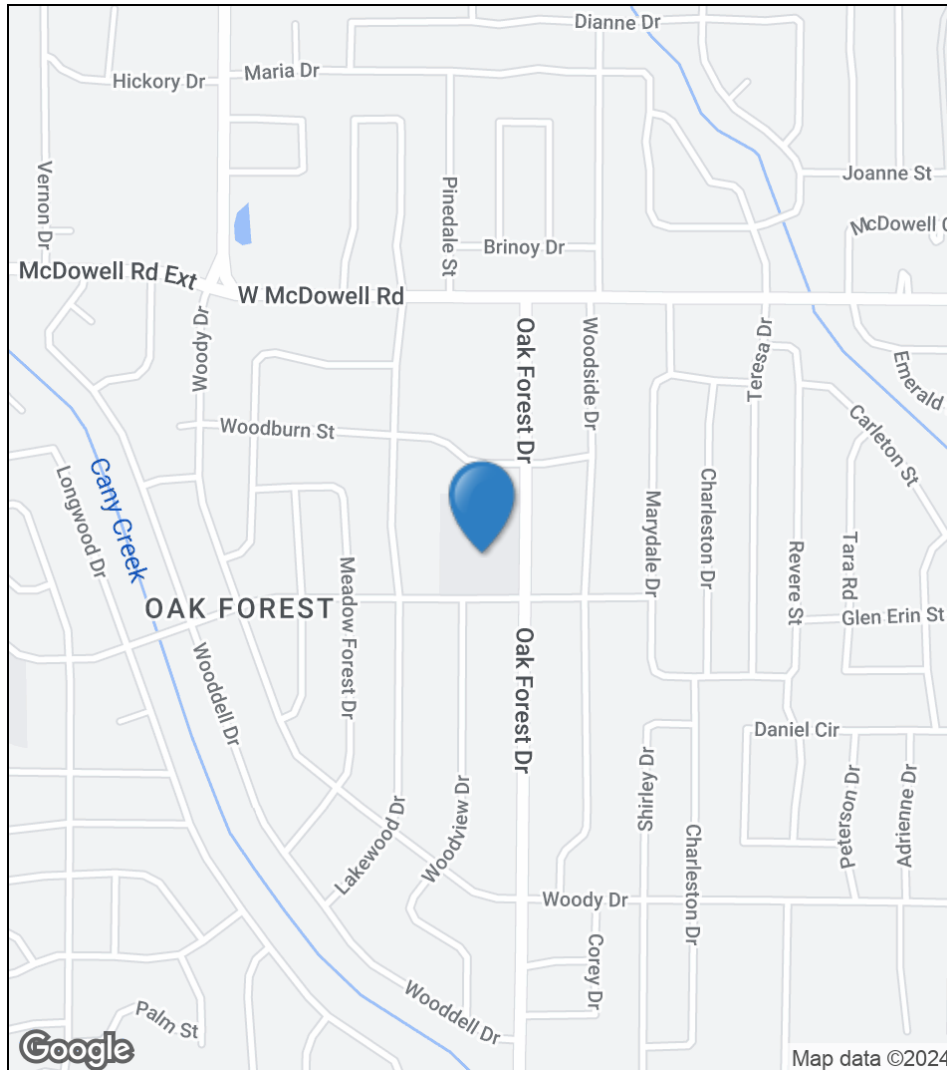 Dianne Dr
Hickory Dr
Maria Dr
Vernon Dr
Pinedale St
Joanne St
McDowell
Brinoy Dr
McDowell Rd Ext
W McDowell Rd
Woody Dr
Oak Forest Dr
Woodside Dr
Teresa Dr
Emerald
Woodburn St
Carleton St
Cany Creek
Longwood Dr
Marydale Dr
Charleston Dr
Revere St
Tara Rd
Meadow Forest Dr
OAK FOREST
Glen Erin St
Wooddell Dr
Oak Forest Dr
Daniel Cir
Shirley Dr
Peterson Dr
Adrienne Dr
Lakewood Dr
Woodview Dr
Charleston Dr
Woody Dr
Corey Dr
Wooddell Dr
Palm St
Google
Map data ©2024